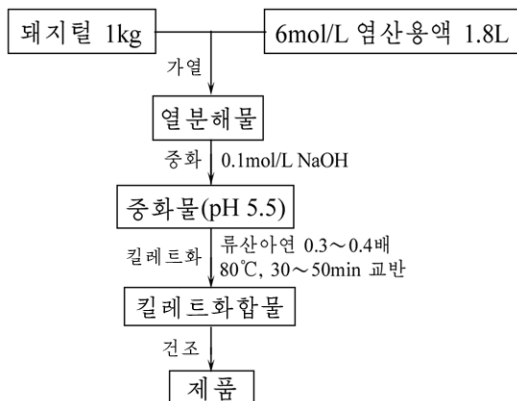 돼지털 1kg
6mol/L 염산용액 1.8L
가열
열분해물
중화
0.1mol/L NaOH
중화물(pH 5.5)
킬레트화
류산아연 0.3~0.4배
80℃, 30~50min 교반
킬레트화합물
건조
제품